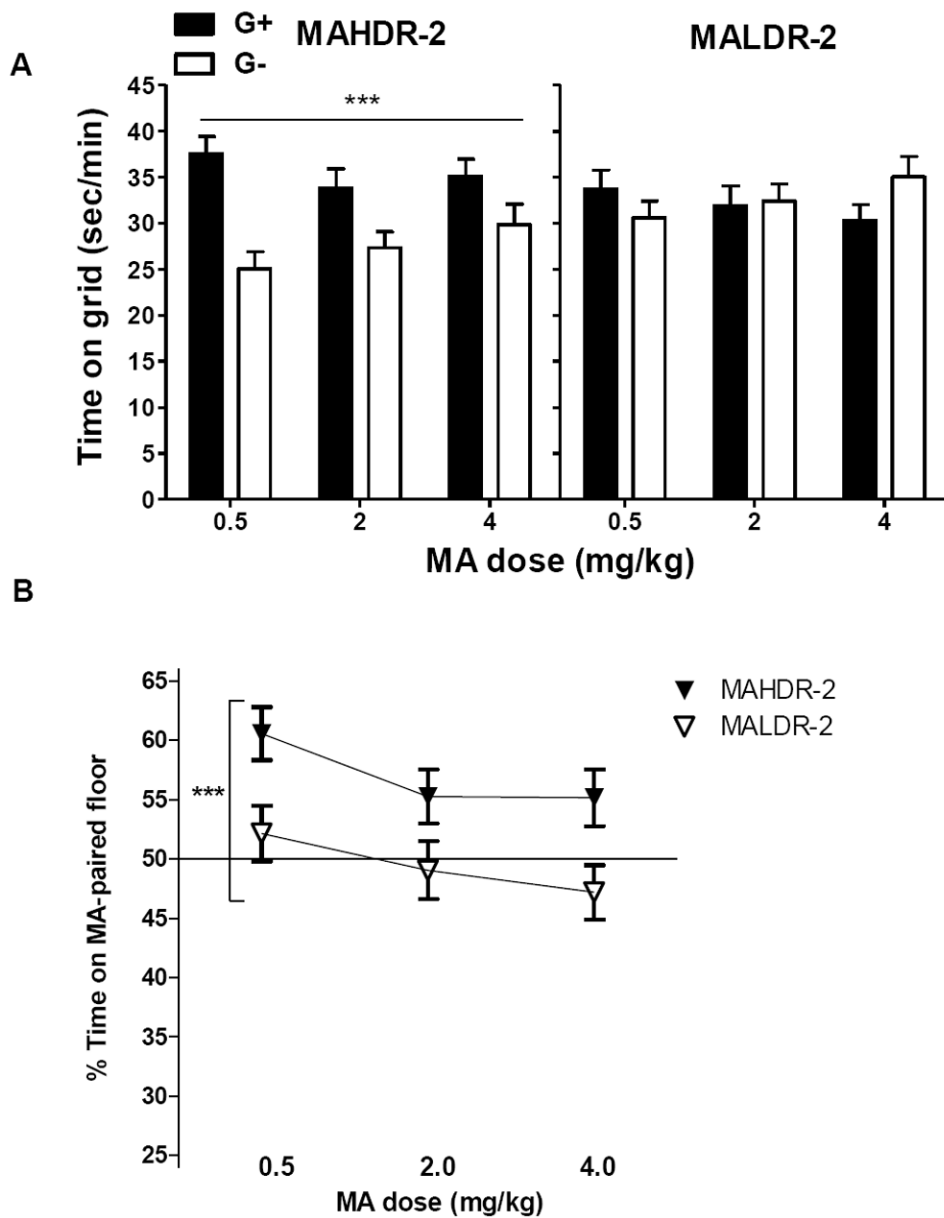 G+
G-
MAHDR-2
MALDR-2
A
45
40
35
30
25
20
15
10
5
0
***
Time on grid (sec/min)
0.5 2 4 0.5 2 4
MA dose (mg/kg)
B
65
60
55
50
45
40
35
30
25
***
% Time on MA-paired floor
MAHDR-2
MALDR-2
0.5 2.0 4.0
MA dose (mg/kg)